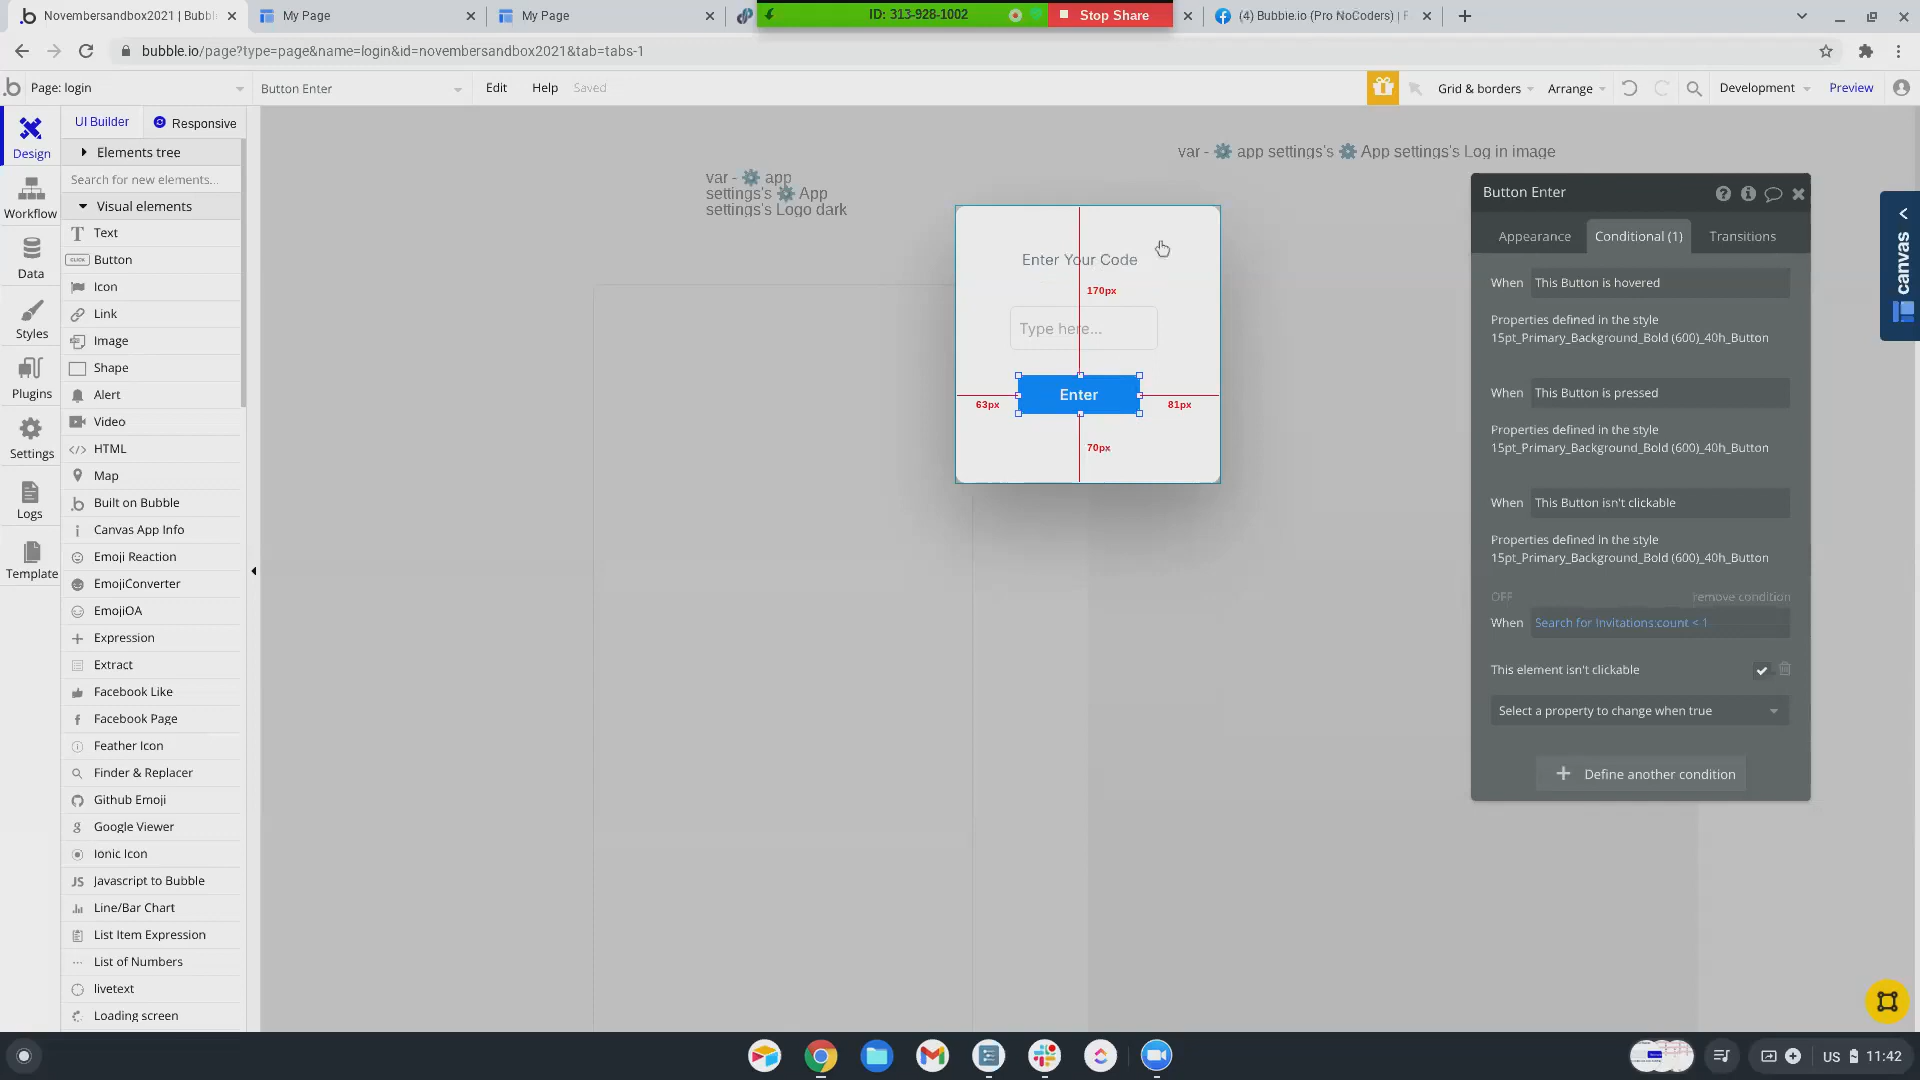 Novembersandbox2021 | Bubbl
My Page
My Page
ID: 313-928-1002
Stop Share
(4) Bubble.io (Pro NoCoders) | F
bubble.io/page?type=page&name=login&id=novembersandbox2021&tab=tabs-1
Page: login
Button Enter
Edit
Help
Saved
Grid & borders
Arrange
Development
Preview
Design
Workflow
Data
Styles
Plugins
Settings
Logs
Template
UI Builder
Responsive
Elements tree
Search for new elements...
Visual elements
Text
Button
Icon
Link
Image
Shape
Alert
Video
HTML
Map
Built on Bubble
Canvas App Info
Emoji Reaction
EmojiConverter
EmojiOA
Expression
Extract
Facebook Like
Facebook Page
Feather Icon
Finder & Replacer
Github Emoji
Google Viewer
Ionic Icon
Javascript to Bubble
Line/Bar Chart
List Item Expression
List of Numbers
livetext
Loading screen
var - ⚙️ app
settings's ⚙️ App
settings's Logo dark
var - ⚙️ app settings's ⚙️ App settings's Log in image
Enter Your Code
170px
Type here...
Enter
63px
81px
70px
Button Enter
Appearance
Conditional (1)
Transitions
When
This Button is hovered
Properties defined in the style
15pt_Primary_Background_Bold (600)_40h_Button
When
This Button is pressed
Properties defined in the style
15pt_Primary_Background_Bold (600)_40h_Button
When
This Button isn't clickable
Properties defined in the style
15pt_Primary_Background_Bold (600)_40h_Button
OFF
remove condition
When
Search for Invitations:count < 1
This element isn't clickable
Select a property to change when true
Define another condition
canvas
US
11:42